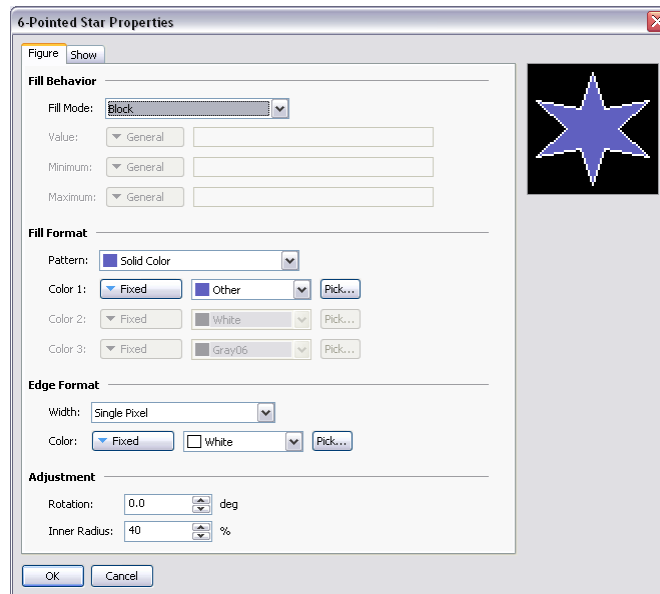 6-Pointed Star Properties
Figure Show
Fill Behavior
Fill Mode: Block
Value: General
Minimum: General
Maximum: General
Fill Format
Pattern: Solid Color
Color 1: Fixed Other Pick...
Color 2: Fixed White Pick...
Color 3: Fixed Gray06 Pick...
Edge Format
Width: Single Pixel
Color: Fixed White Pick...
Adjustment
Rotation: 0.0 deg
Inner Radius: 40 %
OK Cancel